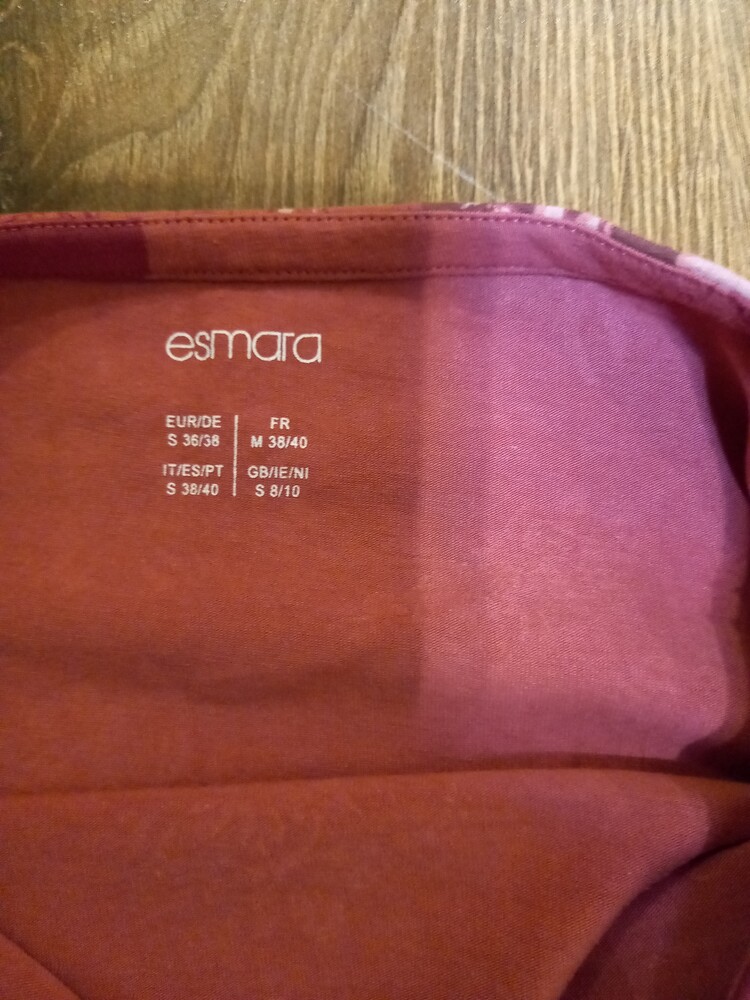 esmara
EUR/DE
S 36/38
FR
M 38/40
IT/ES/PT
S 38/40
GB/IE/NI
S 8/10